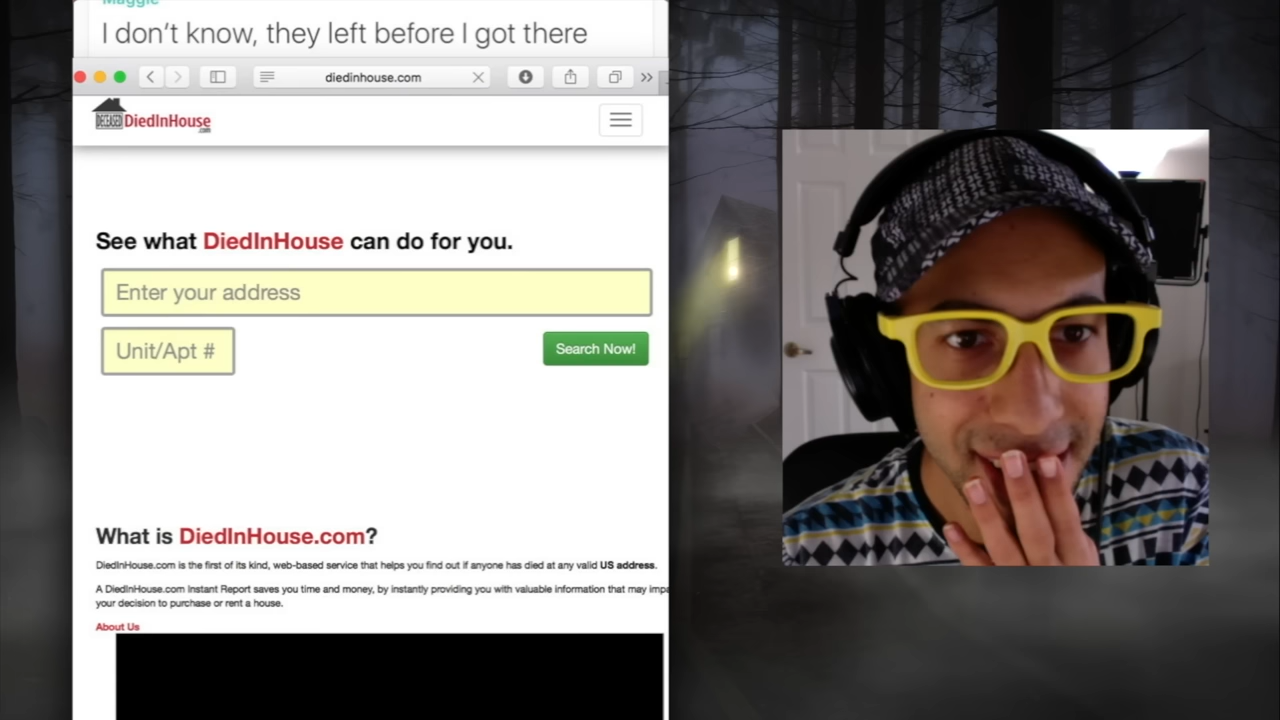 Maggie
I don't know, they left before I got there
diedinhouse.com
DECEASED DiedInHouse
.com
See what DiedInHouse can do for you.
Enter your address
Unit/Apt #
Search Now!
What is DiedInHouse.com?
DiedInHouse.com is the first of its kind, web-based service that helps you find out if anyone has died at any valid US address.
A DiedInHouse.com Instant Report saves you time and money, by instantly providing you with valuable information that may impa
your decision to purchase or rent a house.
About Us